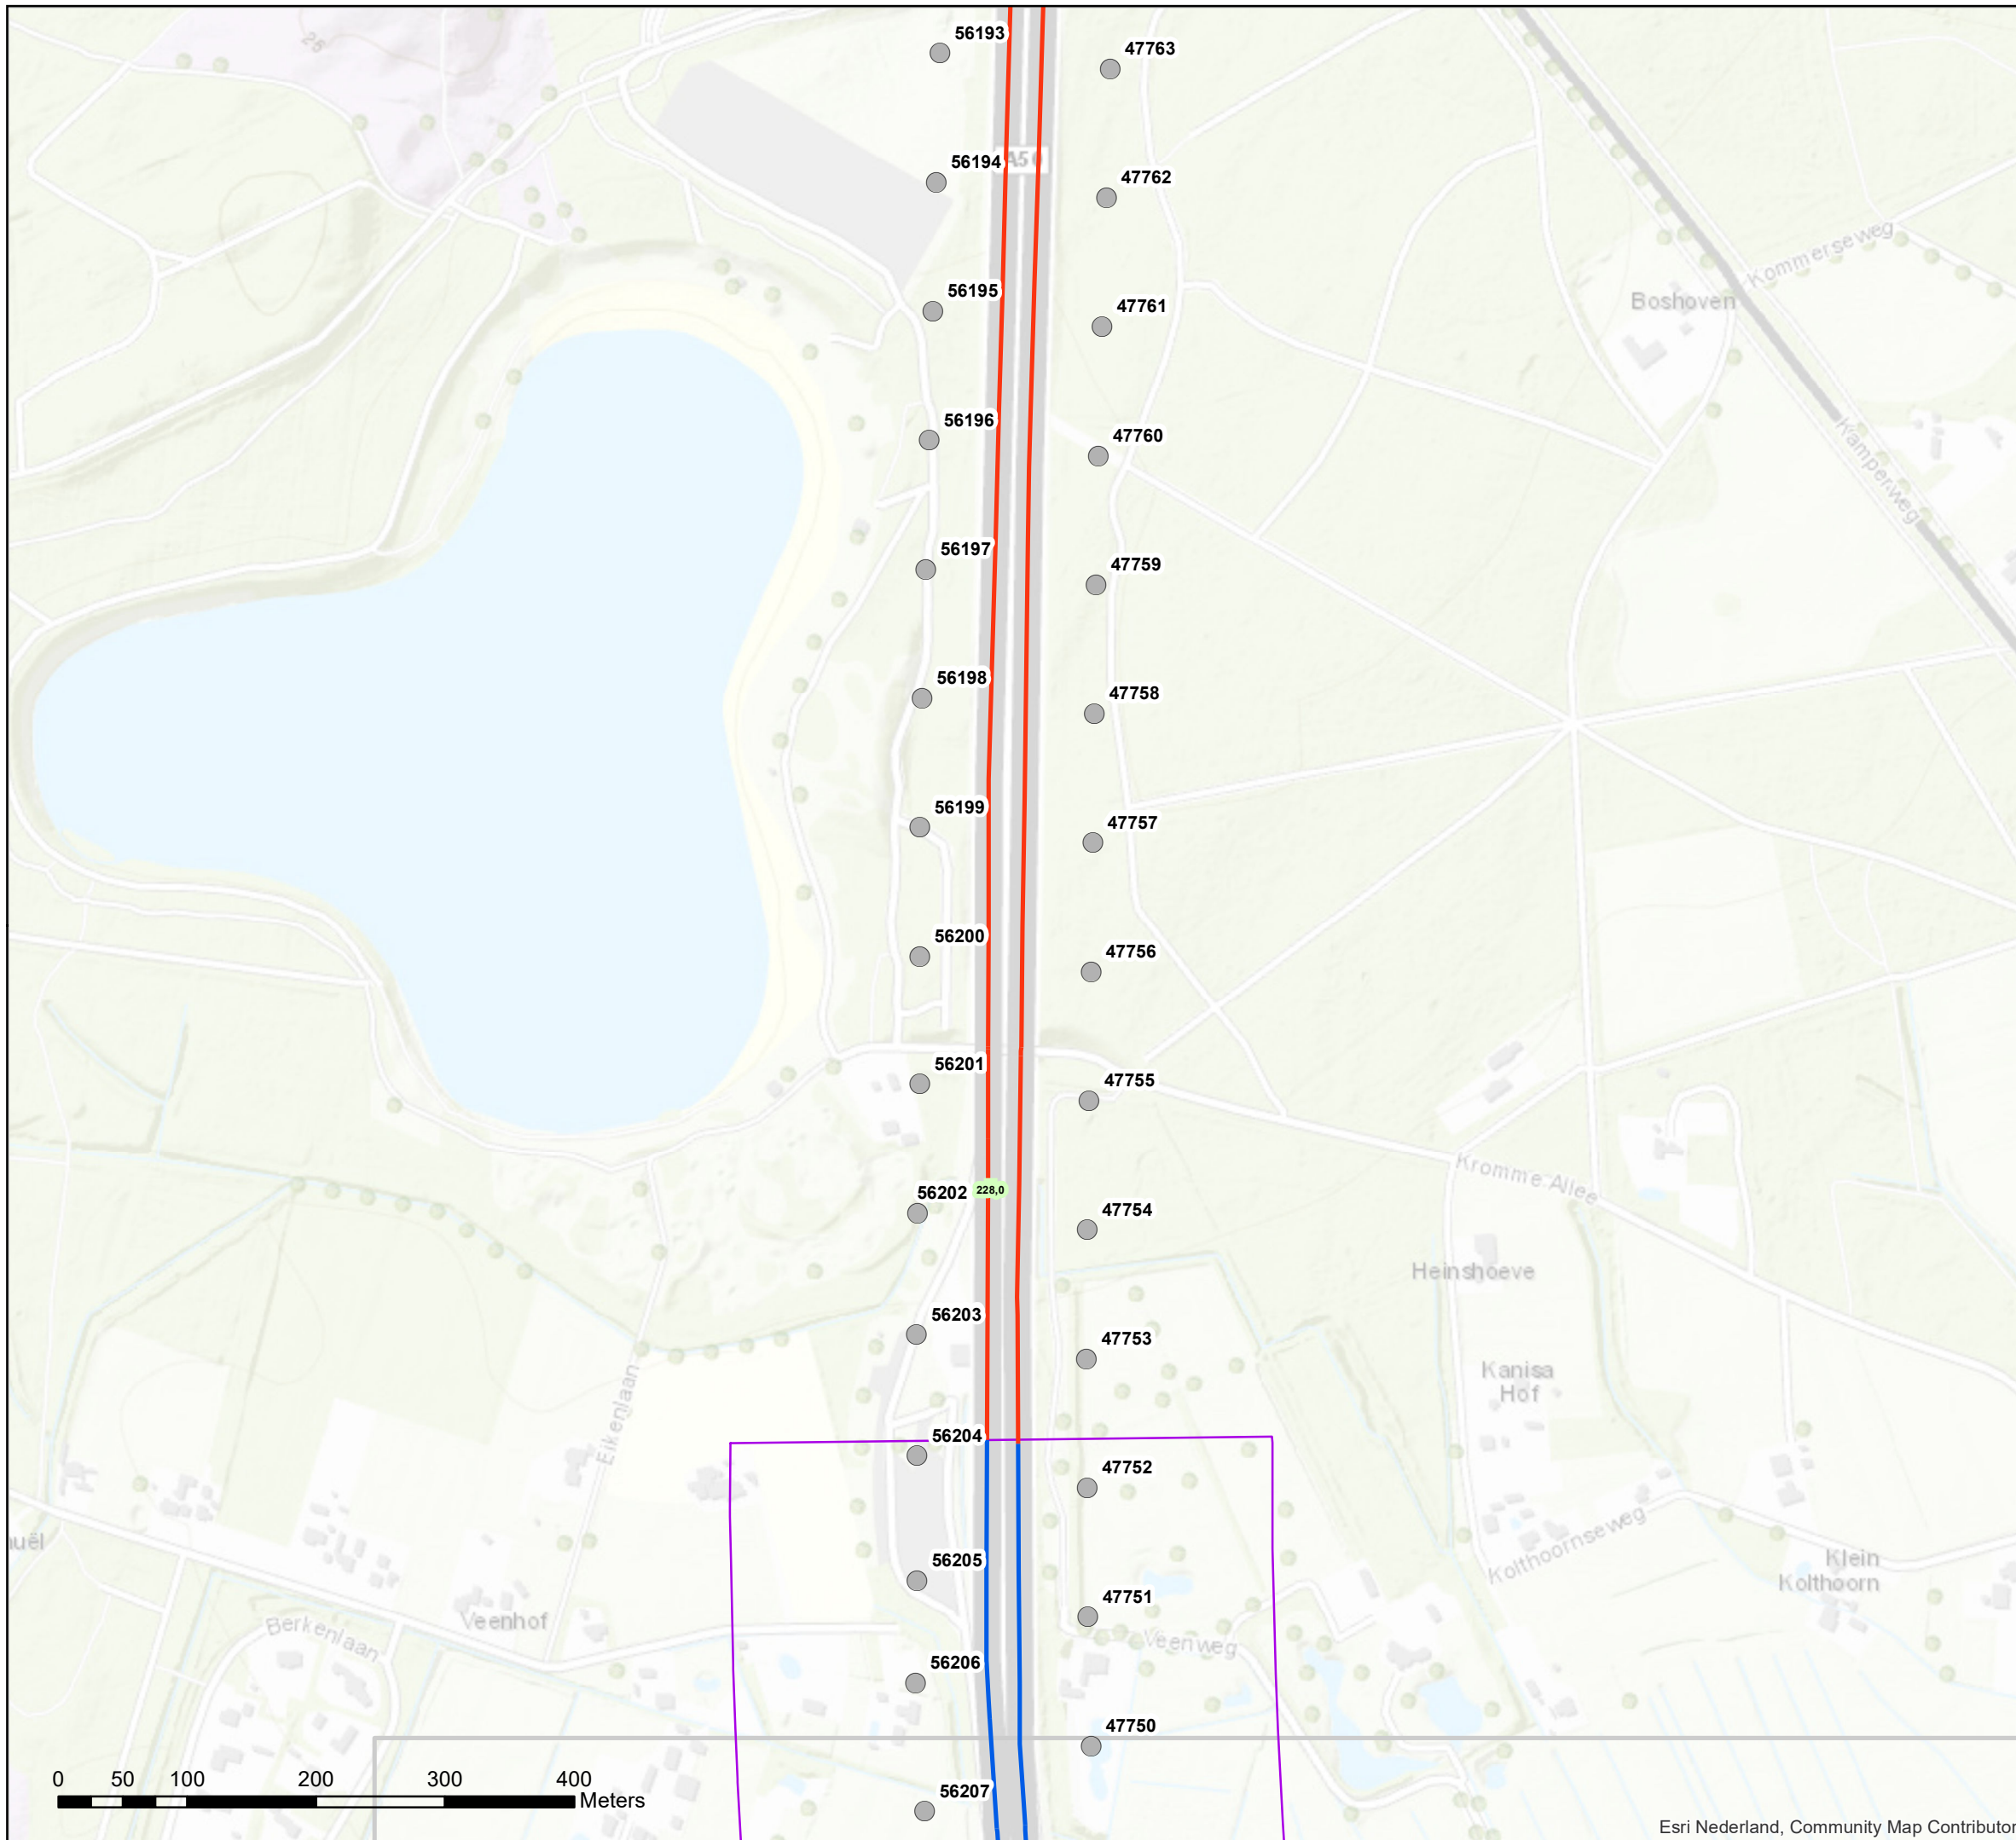 25
56193
47763
56194
A50
47762
Kommerseweg
56195
Boshoven
47761
56196
47760
Kamperweg
56197
47759
56198
47758
56199
47757
56200
47756
56201
47755
Kromme Allee
56202
228,0
47754
Heinshoeve
56203
47753
Kanisa
Hof
Eikenlaan
56204
47752
Kolthoornseweg
uël
56205
Klein
Kolthoorn
47751
Veenhof
Berkenlaan
Veenweg
56206
47750
0 50 100 200 300 400
Meters
56207
Esri Nederland, Community Map Contributor